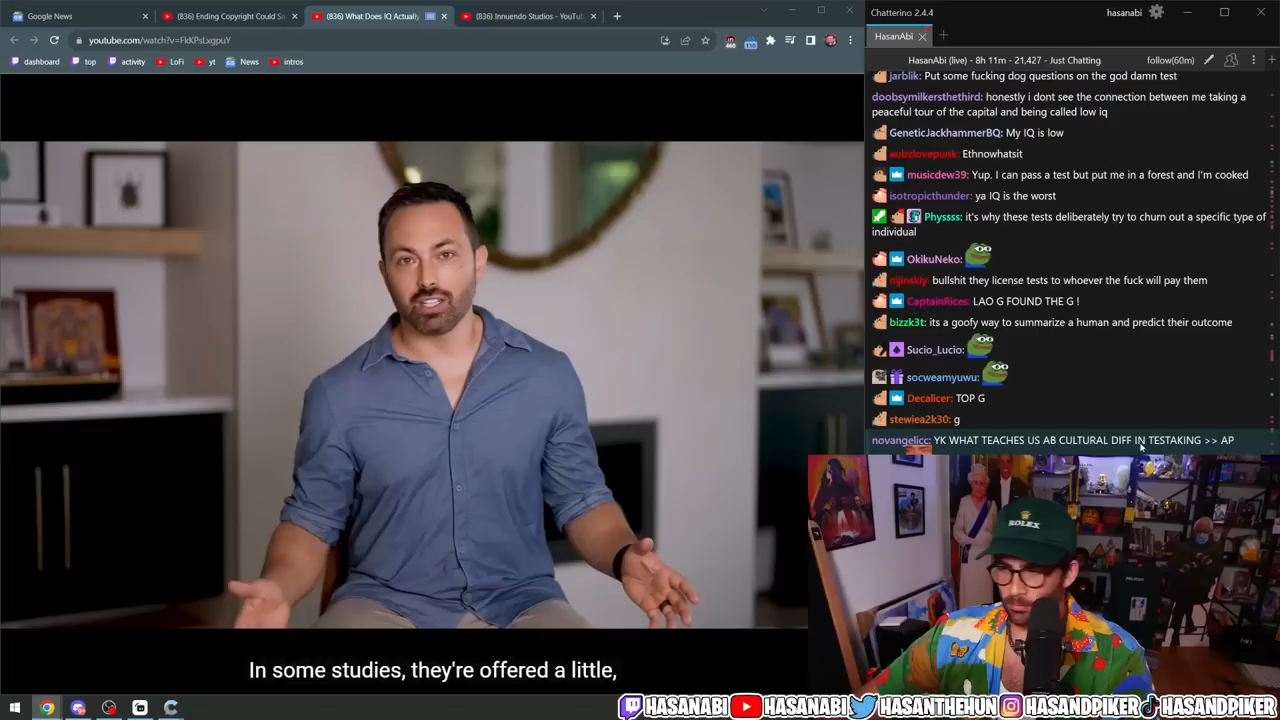 Google News
(836) Ending Copyright Could Sa
(836) What Does IQ Actually
(836) Innuendo Studios - YouTub
Chatterino 2.4.4
hasanabi
youtube.com/watch?v=FkKPsLxgpuY
460
110
HasanAbi
dashboard
top
activity
LoFi
yt
News
intros
HasanAbi (live) - 8h 11m - 21,427 - Just Chatting
follow(60m)
jarblik: Put some fucking dog questions on the god damn test
doobsymilkersthethird: honestly i dont see the connection between me taking a
peaceful tour of the capital and being called low iq
GeneticJackhammerBQ: My IQ is low
aubzlovepunk: Ethnowhatsit
musicdew39: Yup. I can pass a test but put me in a forest and I'm cooked
isotropicthunder: ya IQ is the worst
Physsss: it's why these tests deliberately try to churn out a specific type of
individual
OkikuNeko:
nijinskiy: bullshit they license tests to whoever the fuck will pay them
CaptainRices: LAO G FOUND THE G !
bizzk3t: its a goofy way to summarize a human and predict their outcome
Sucio_Lucio:
socweamyuwu:
Decalicer: TOP G
stewiea2k30: g
novangelicc: YK WHAT TEACHES US AB CULTURAL DIFF IN TESTAKING >> AP
ROLEX
In some studies, they're offered a little,
HASANABI
HASANABI
HASANTHEHUN
HASANDPIKER
HASANDPIKER